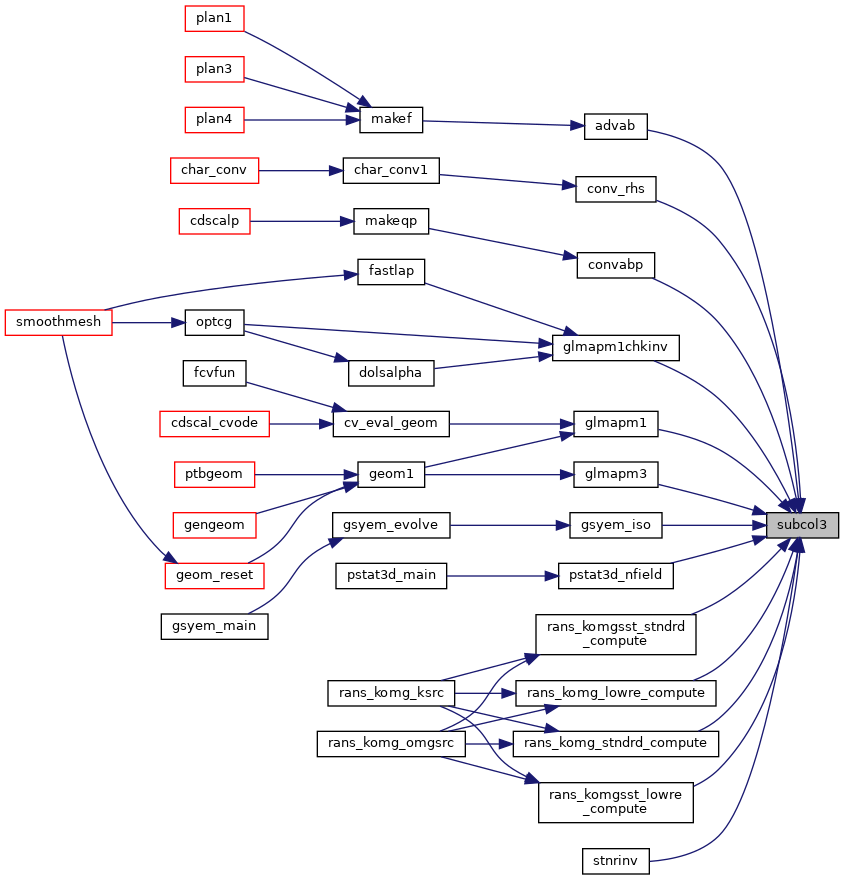 plan1
plan3
plan4
makef
advab
char_conv
char_conv1
conv_rhs
cdscalp
makeqp
convabp
fastlap
smoothmesh
optcg
glmapm1chkinv
fcvfun
dolsalpha
cdscal_cvode
cv_eval_geom
glmapm1
ptbgeom
geom1
glmapm3
gengeom
gsyem_evolve
gsyem_iso
subcol3
geom_reset
pstat3d_main
pstat3d_nfield
gsyem_main
rans_komgsst_stndrd
_compute
rans_komg_ksrc
rans_komg_lowre_compute
rans_komg_omgsrc
rans_komg_stndrd_compute
rans_komgsst_lowre
_compute
stnrinv